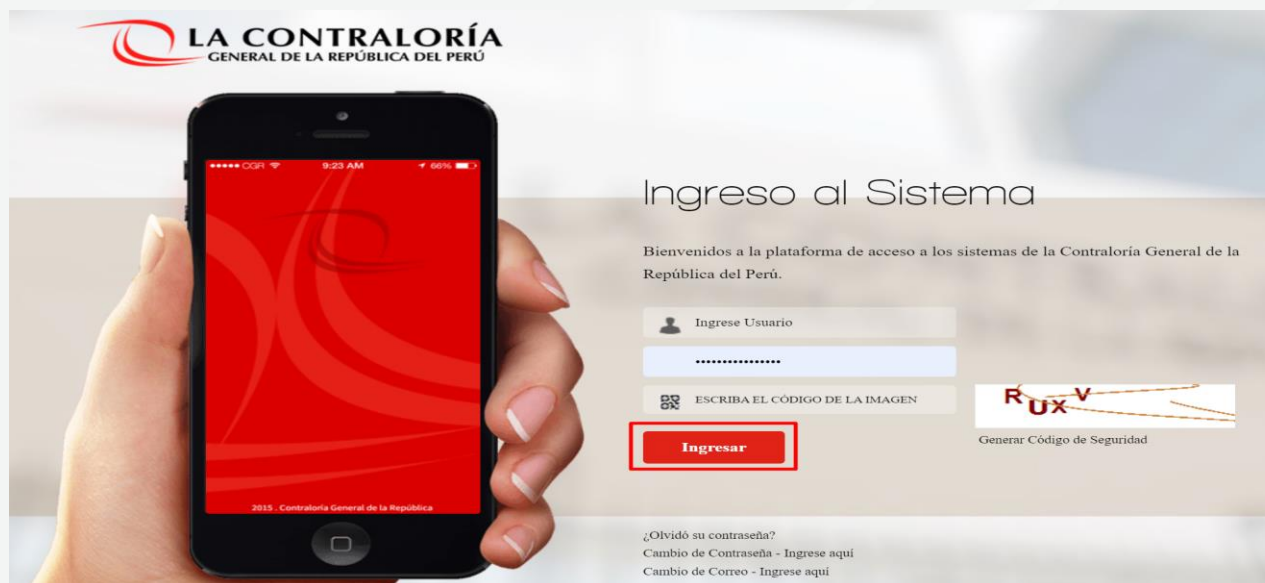 LA CONTRALORÍA
GENERAL DE LA REPÚBLICA DEL PERÚ
CGR 9:23 AM 66%
2015 . Contraloría General de la República
Ingreso al Sistema
Bienvenidos a la plataforma de acceso a los sistemas de la Contraloría General de la
República del Perú.
Ingrese Usuario
••••••••••••••••
ESCRIBA EL CÓDIGO DE LA IMAGEN
RUXV
Ingresar
Generar Código de Seguridad
¿Olvidó su contraseña?
Cambio de Contraseña - Ingrese aquí
Cambio de Correo - Ingrese aquí